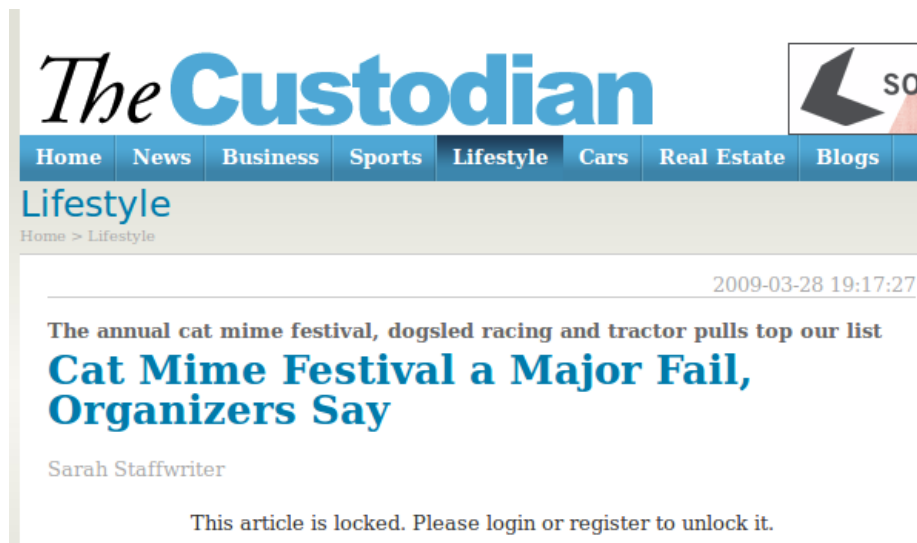 The Custodian
SO
Home News Business Sports Lifestyle Cars Real Estate Blogs
Lifestyle
Home > Lifestyle
2009-03-28 19:17:27
The annual cat mime festival, dogsled racing and tractor pulls top our list
Cat Mime Festival a Major Fail,
Organizers Say
Sarah Staffwriter
This article is locked. Please login or register to unlock it.